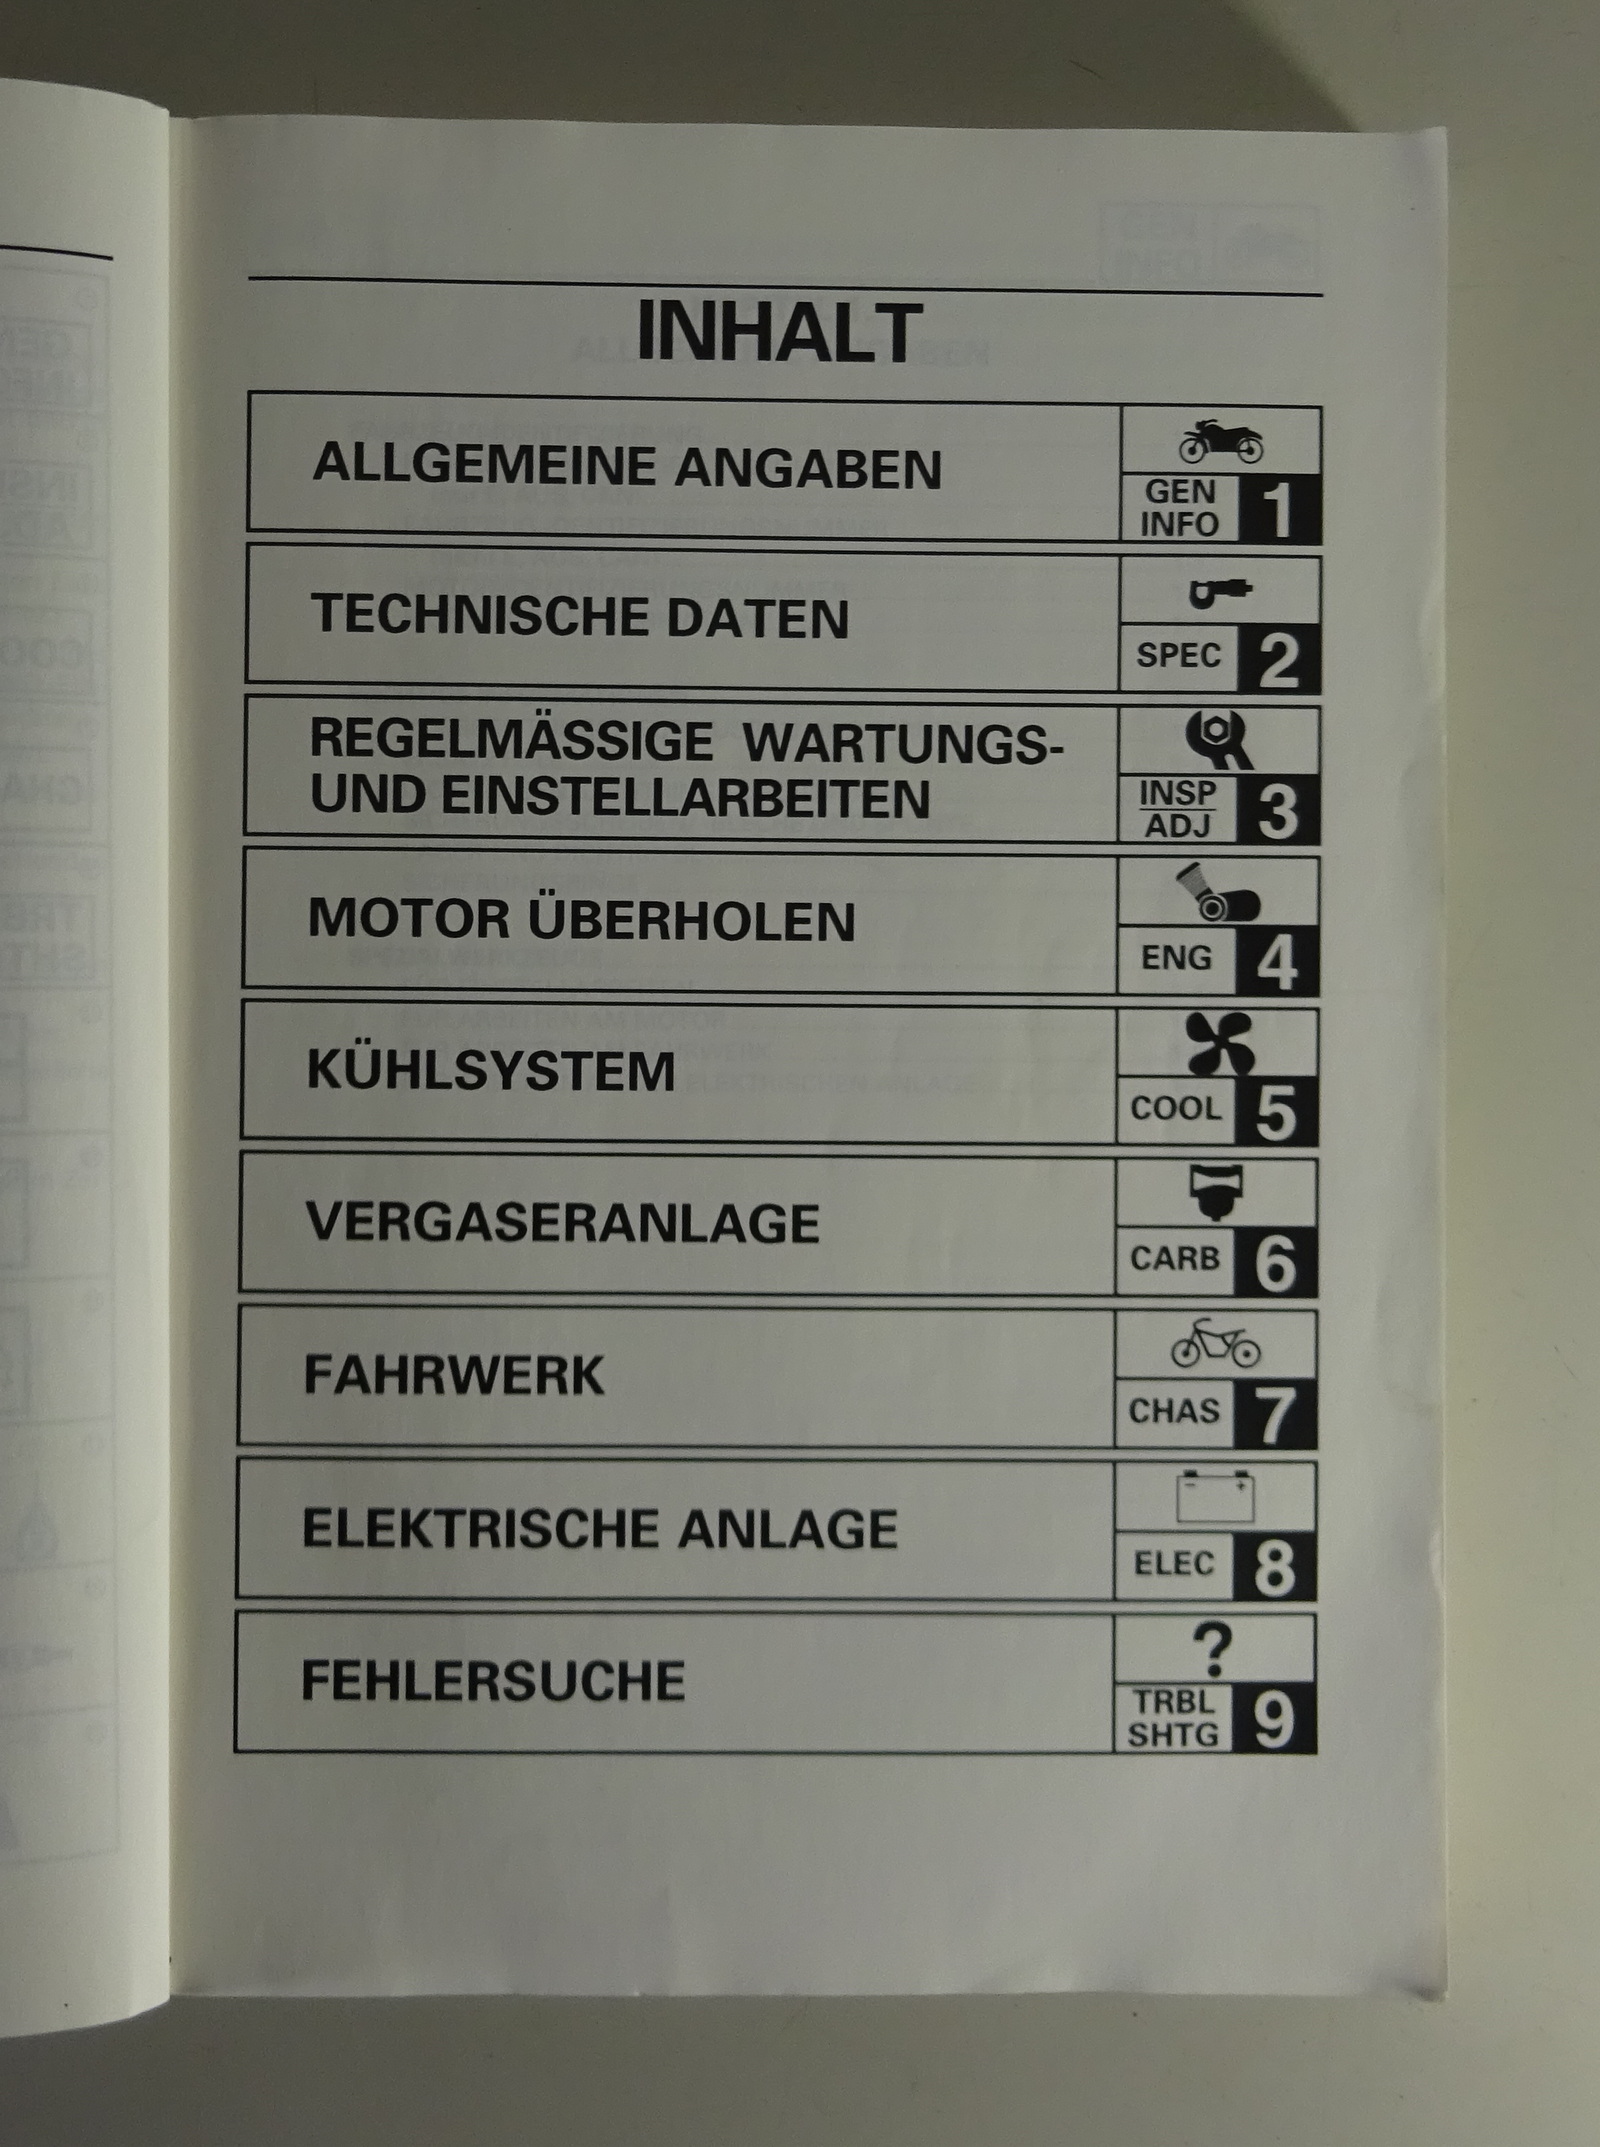 INHALT
ALLGEMEINE ANGABEN
GEN
INFO
1
TECHNISCHE DATEN
SPEC
2
REGELMÄSSIGE WARTUNGS-
UND EINSTELLARBEITEN
INSP
ADJ
3
MOTOR ÜBERHOLEN
ENG
4
KÜHLSYSTEM
COOL
5
VERGASERANLAGE
CARB
6
FAHRWERK
CHAS
7
ELEKTRISCHE ANLAGE
- +
ELEC
8
FEHLERSUCHE
?
TRBL
SHTG
9